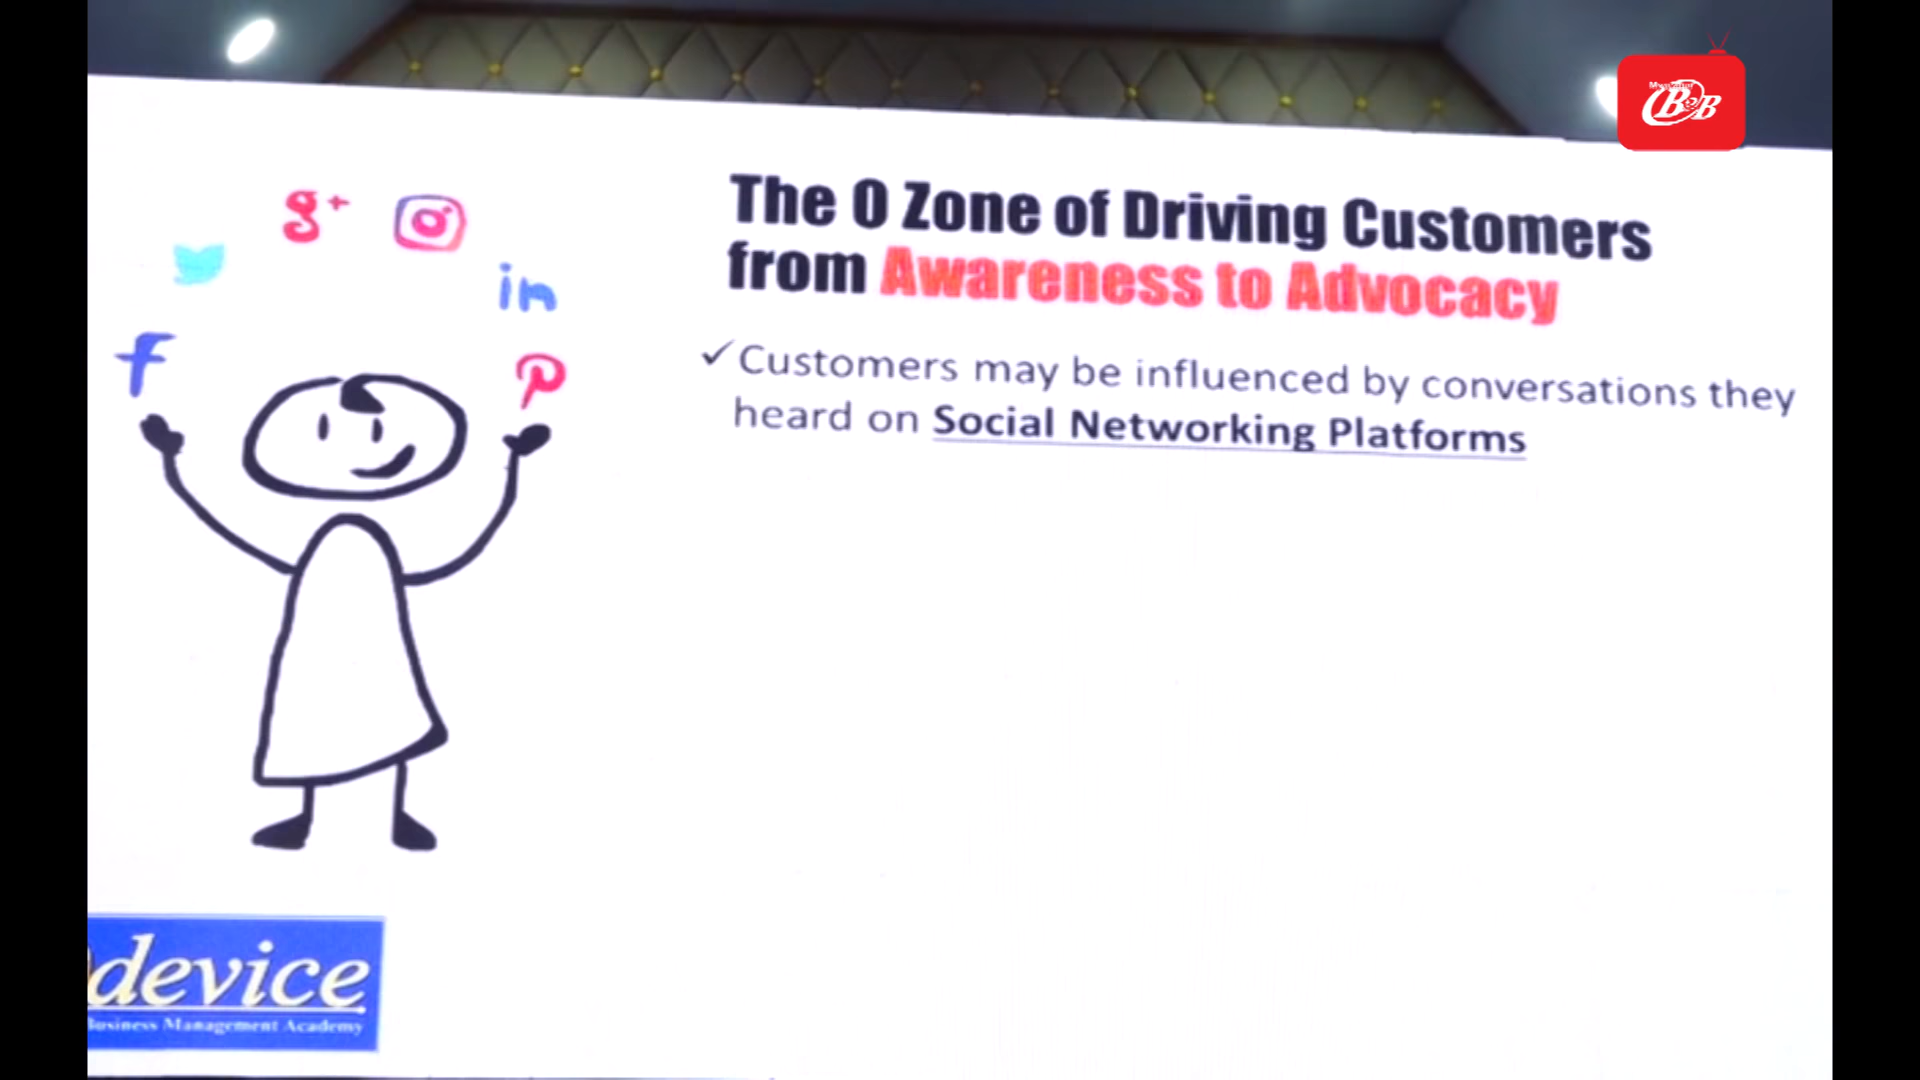 B2B
g+
in
f
The O Zone of Driving Customers
from Awareness to Advocacy
✓ Customers may be influenced by conversations they
heard on Social Networking Platforms
device
Business Management Academy